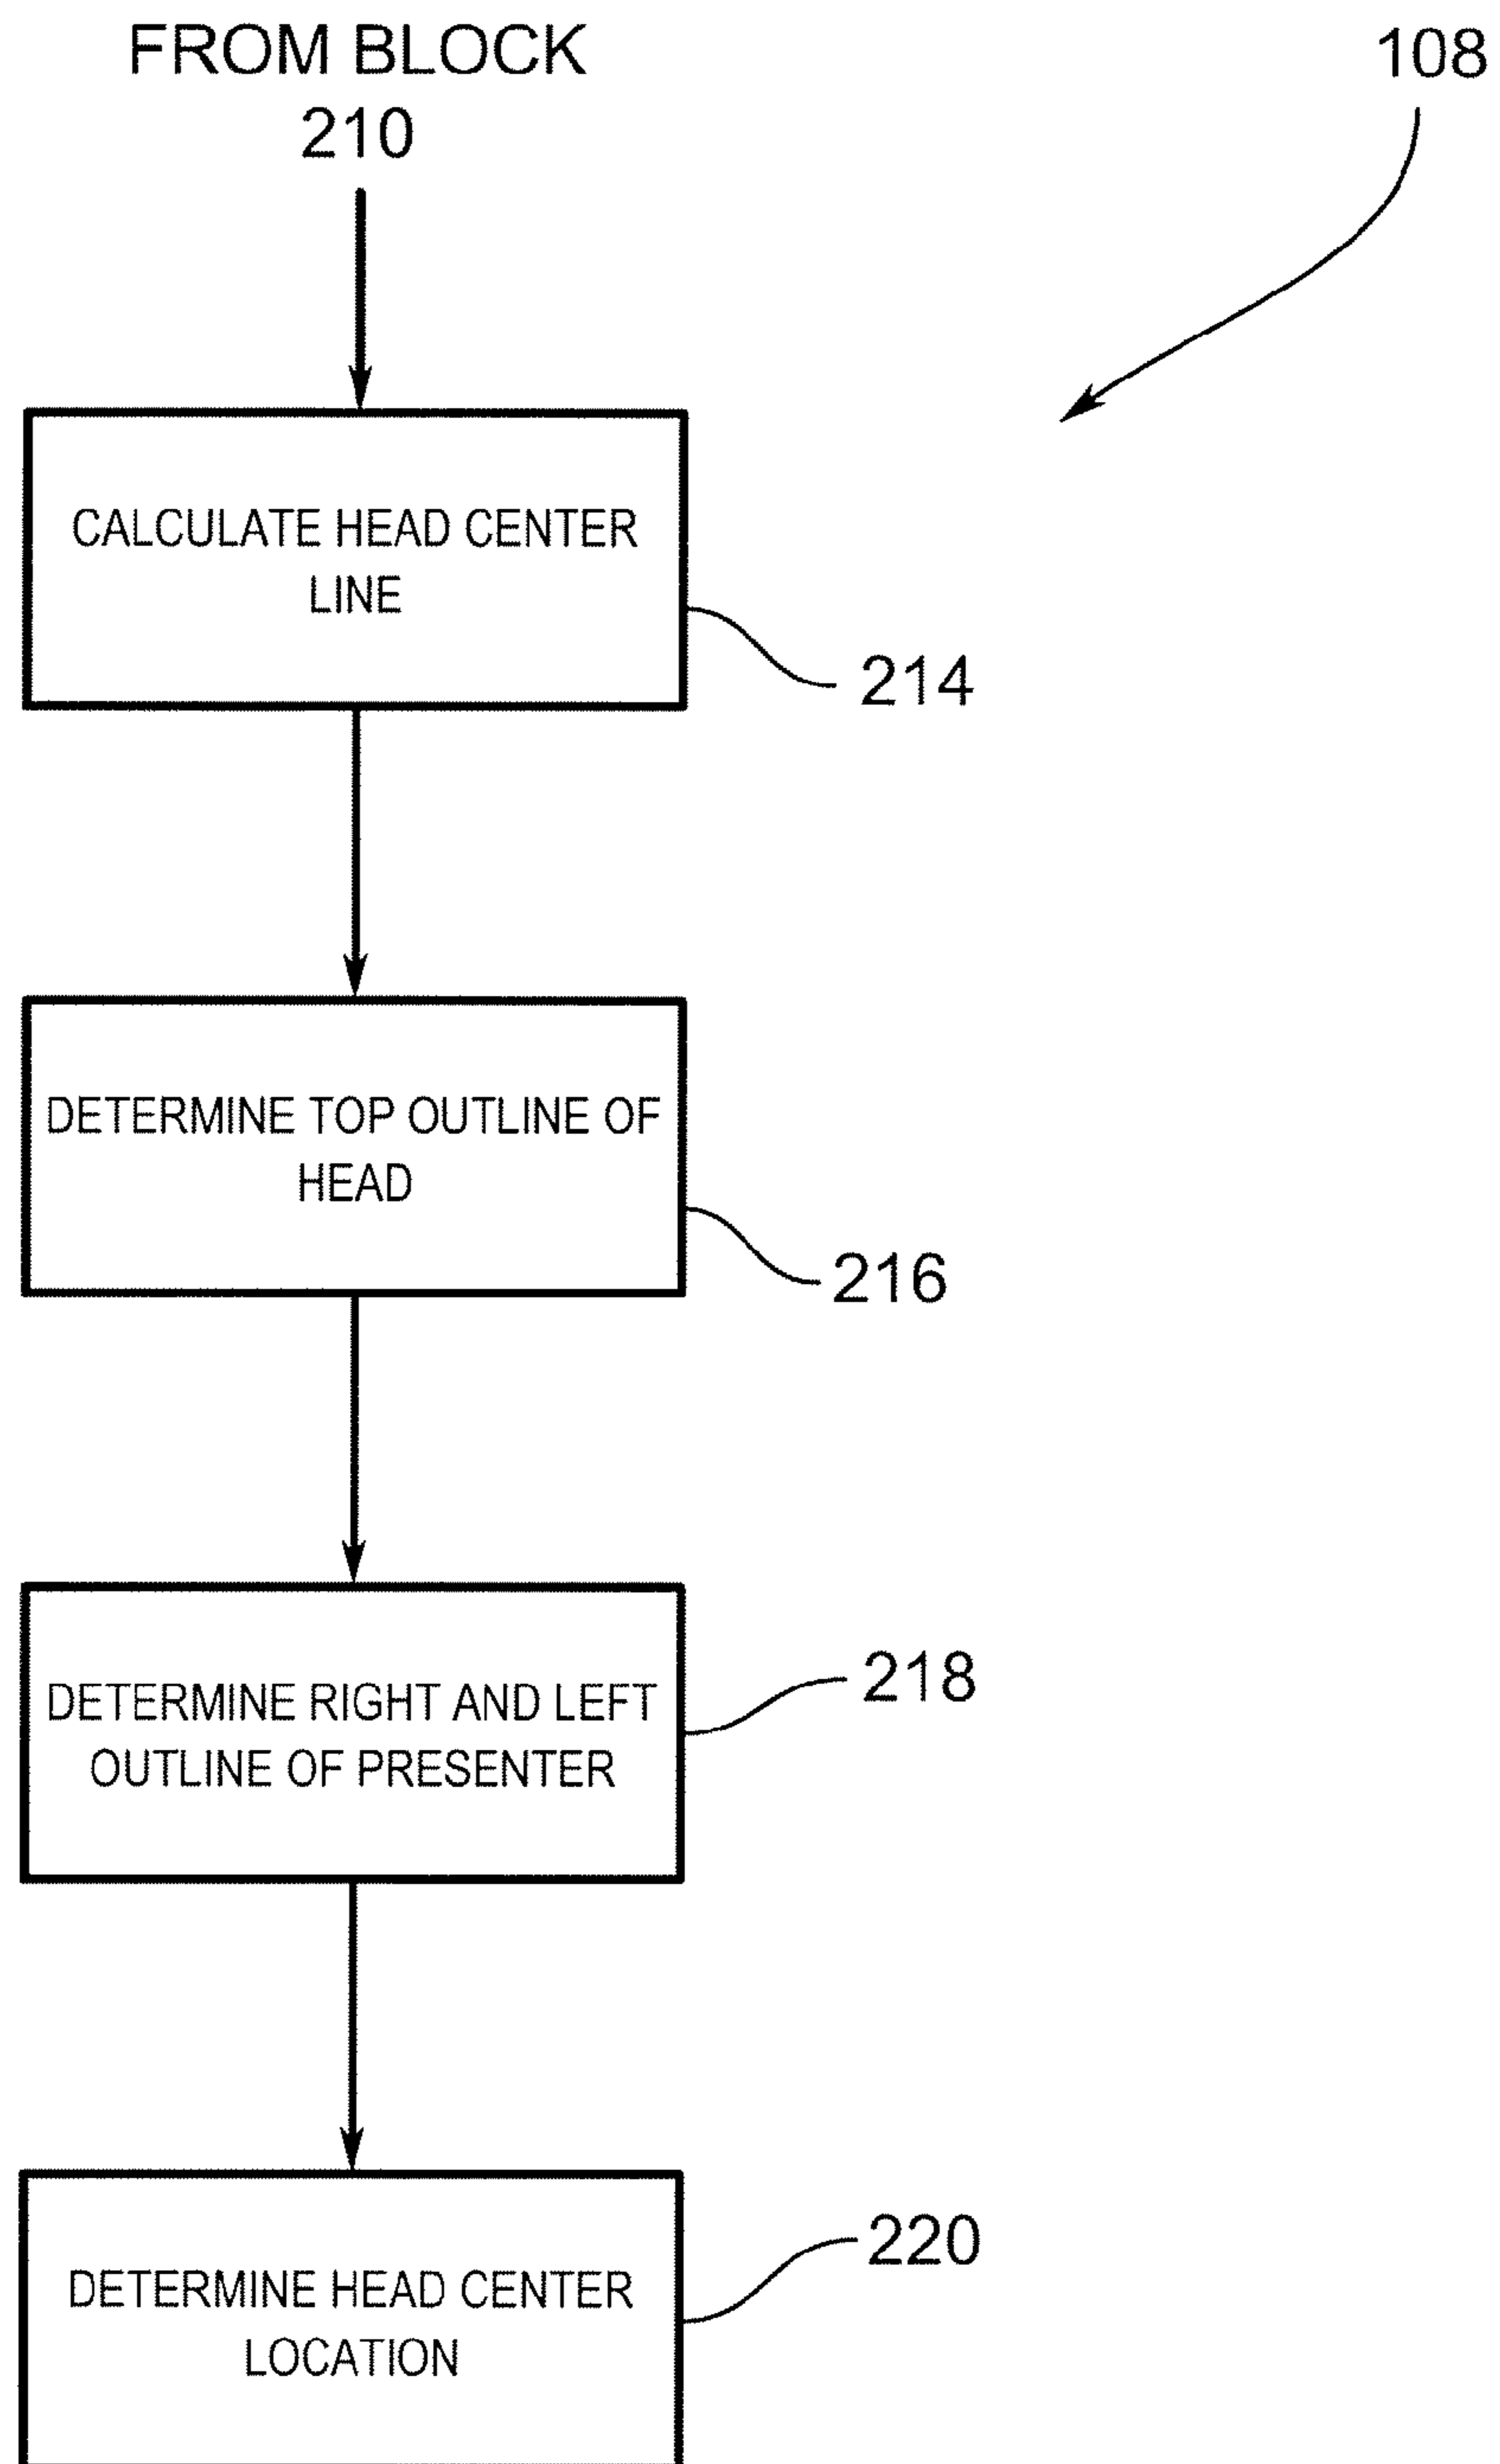 FROM BLOCK
210
108
CALCULATE HEAD CENTER
LINE
214
DETERMINE TOP OUTLINE OF
HEAD
216
DETERMINE RIGHT AND LEFT
OUTLINE OF PRESENTER
218
DETERMINE HEAD CENTER
LOCATION
220